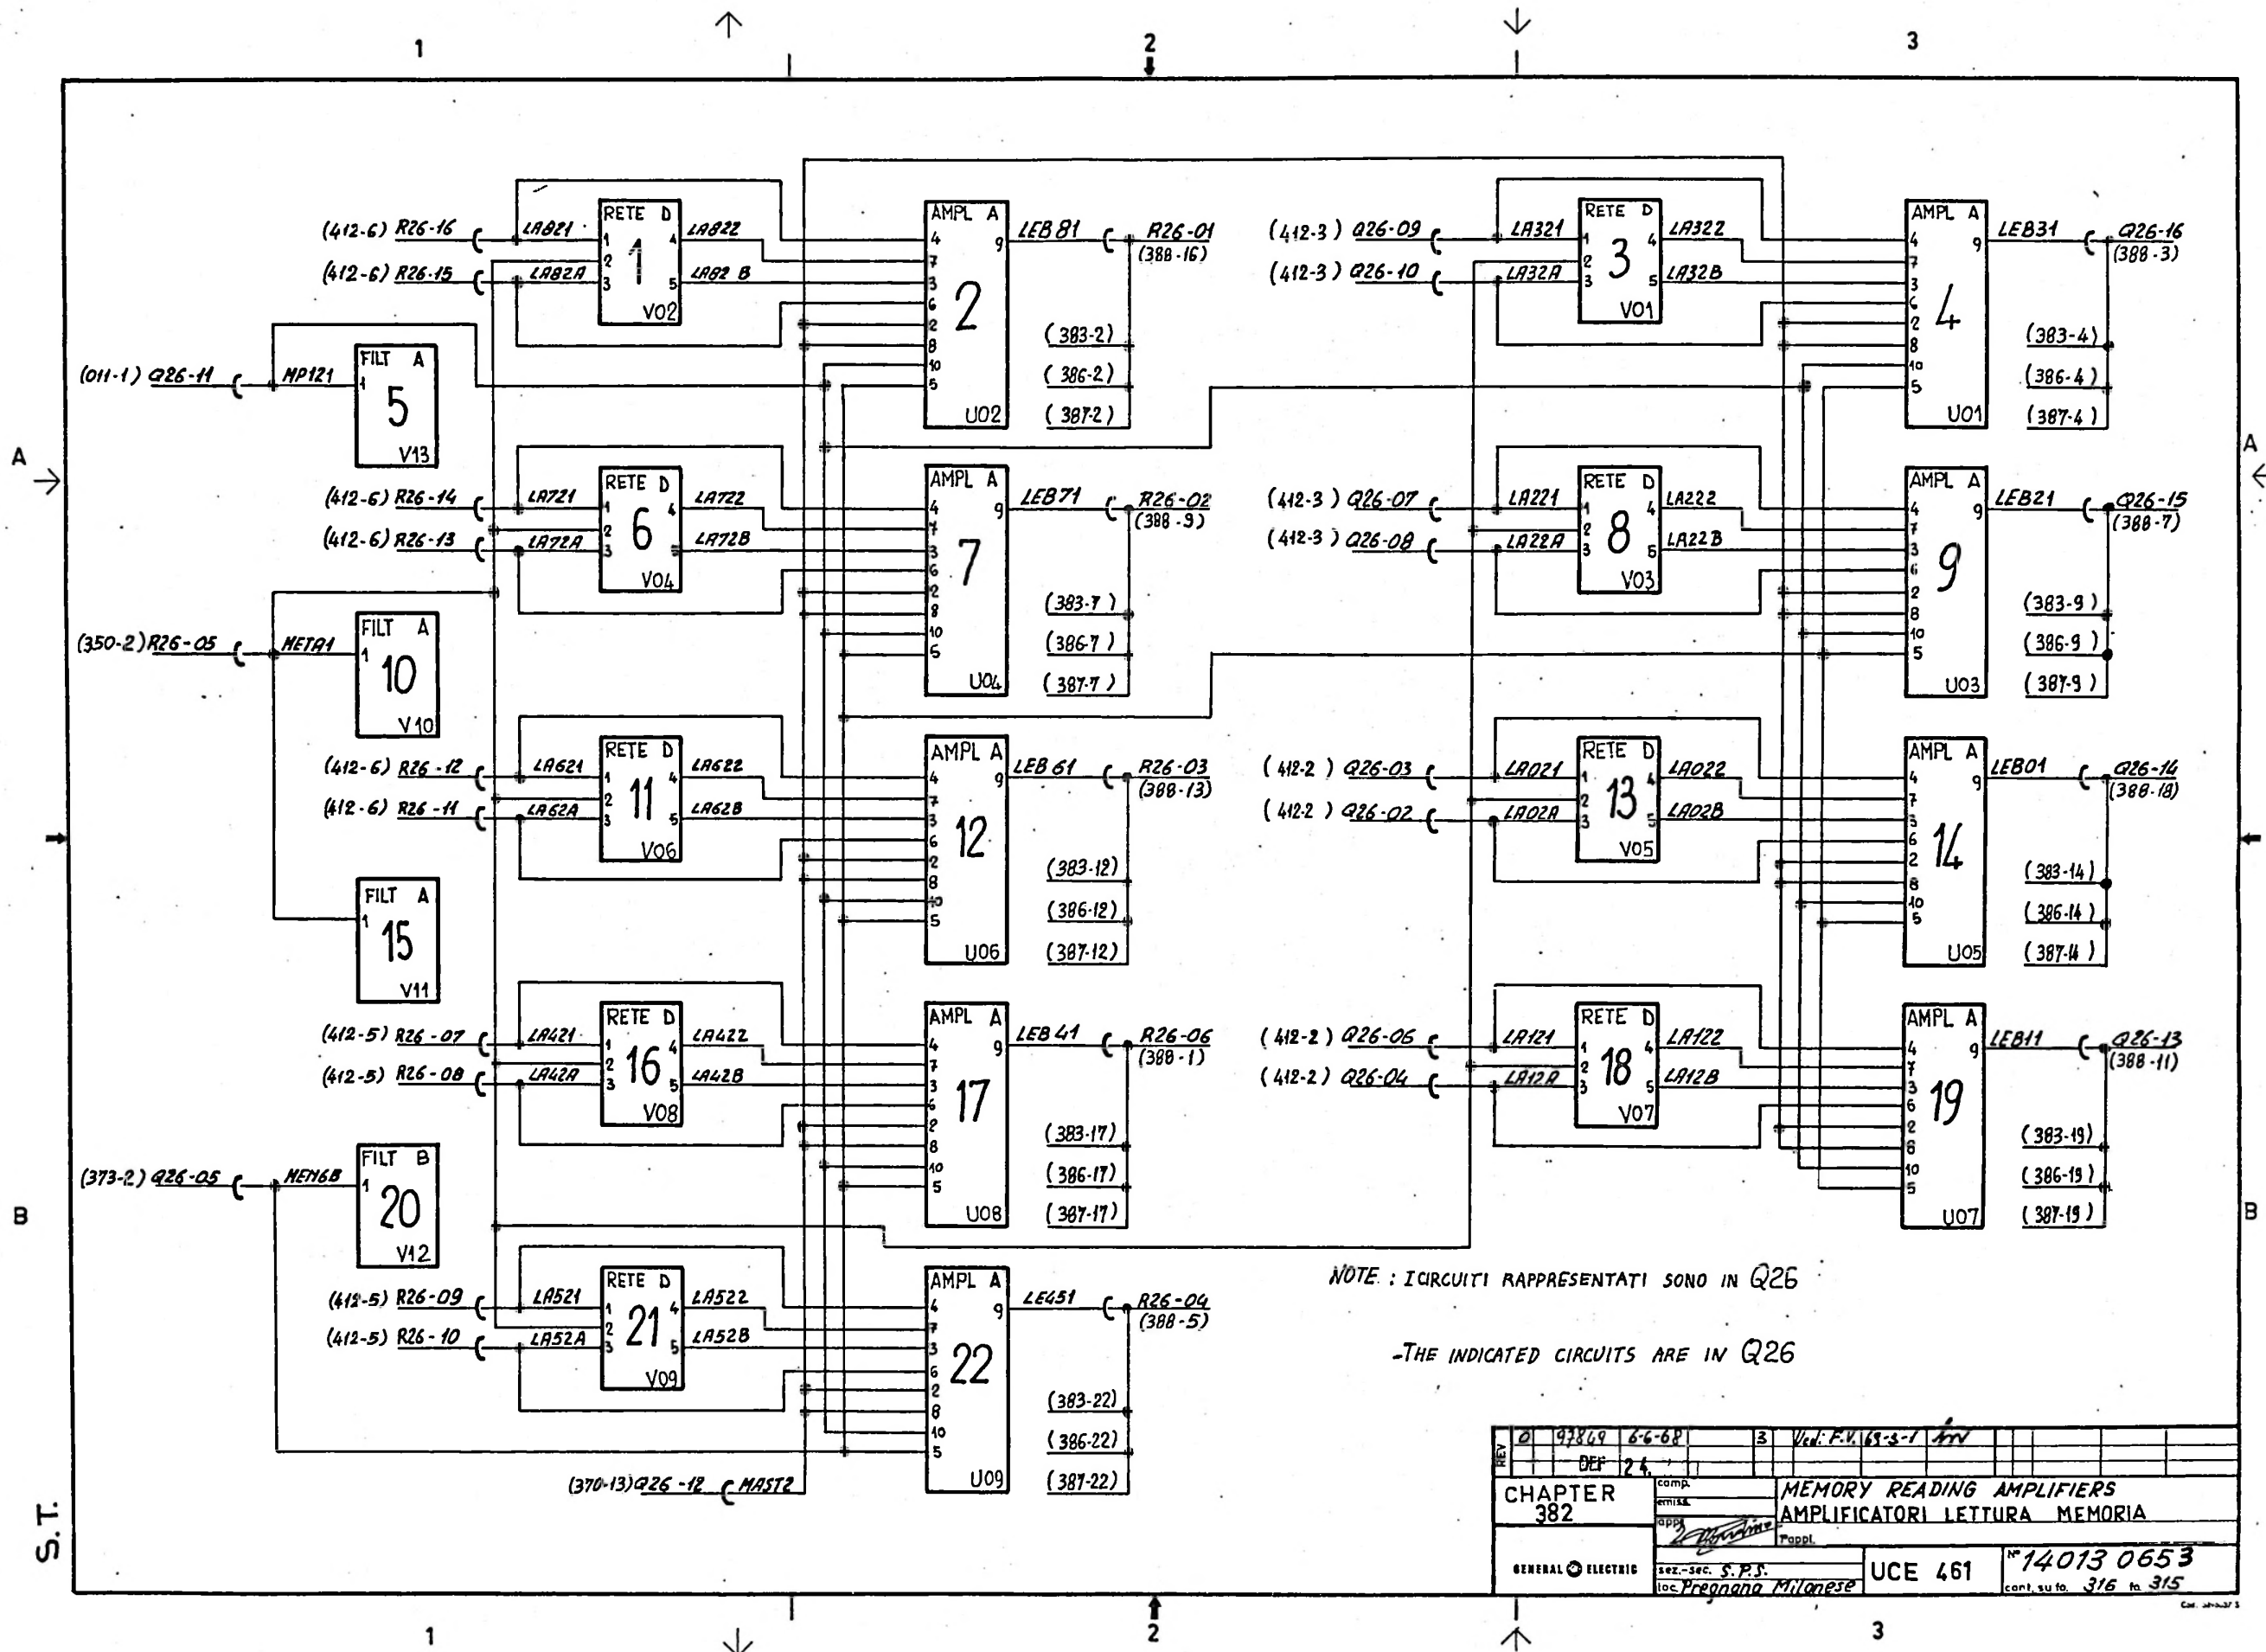 1
2
3
(412-6) R26-16 LA821 RETE D LA822 AMPL A LEB81 R26-01
(388-16)
(412-6) R26-15 LA82A 1 LA82B 2
V02
(383-2)
(386-2)
(387-2)
U02
(412-3) Q26-09 LA321 RETE D LA322 AMPL A LEB31 Q26-16
(388-3)
(412-3) Q26-10 LA32A 3 LA32B 4
V01
(383-4)
(386-4)
(387-4)
U01
(011-1) Q26-11 MP121 FILT A
1
5
V13
A
A
(412-6) R26-14 LA721 RETE D LA722 AMPL A LEB71 R26-02
(388-9)
(412-6) R26-13 LA72A 6 LA72B 7
V04
(383-7)
(386-7)
(387-7)
U04
(412-3) Q26-07 LA221 RETE D LA222 AMPL A LEB21 Q26-15
(388-7)
(412-3) Q26-08 LA22A 8 LA22B 9
V03
(383-9)
(386-9)
(387-9)
U03
(350-2) R26-05 META1 FILT A
1
10
V10
(412-6) R26-12 LA621 RETE D LA622 AMPL A LEB61 R26-03
(388-13)
(412-6) R26-11 LA62A 11 LA62B 12
V06
(383-12)
(386-12)
(387-12)
U06
(412-2) Q26-03 LA021 RETE D LA022 AMPL A LEB01 Q26-14
(388-18)
(412-2) Q26-02 LA02A 13 LA02B 14
V05
(383-14)
(386-14)
(387-14)
U05
FILT A
1
15
V11
(412-5) R26-07 LA421 RETE D LA422 AMPL A LEB41 R26-06
(388-1)
(412-5) R26-08 LA42A 16 LA42B 17
V08
(383-17)
(386-17)
(387-17)
U08
(412-2) Q26-06 LA121 RETE D LA122 AMPL A LEB11 Q26-13
(388-11)
(412-2) Q26-04 LA12A 18 LA12B 19
V07
(383-19)
(386-19)
(387-19)
U07
(373-2) Q26-05 MEM6B FILT B
1
20
V12
B
B
(412-5) R26-09 LA521 RETE D LA522 AMPL A LE451 R26-04
(388-5)
(412-5) R26-10 LA52A 21 LA52B 22
V09
(383-22)
(386-22)
(387-22)
U09
(370-13) Q26-12 MAST2
NOTE : I CIRCUITI RAPPRESENTATI SONO IN Q26
-THE INDICATED CIRCUITS ARE IN Q26
S.T.
REV 0 97849 6-6-68 3 Vedi F.V. 69-3-1
DEF 24.
CHAPTER
382
comp.
emiss.
app.
MEMORY READING AMPLIFIERS
AMPLIFICATORI LETTURA MEMORIA
Pappl.
GENERAL ELECTRIC
sez.-sec. S.P.S.
loc. Pregnana Milanese
UCE 461
N° 14013 0653
cont. su fo. 316 fo. 315
1
2
3